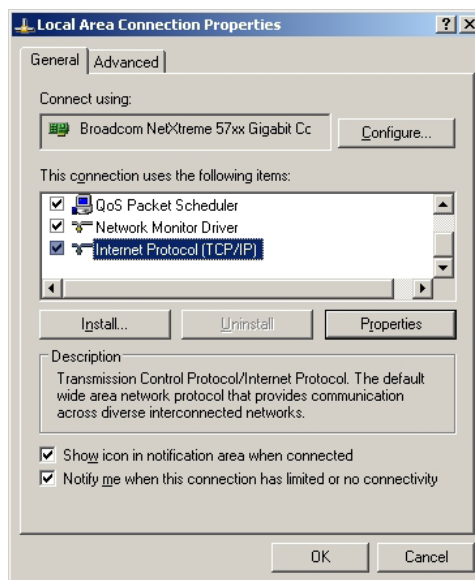 Local Area Connection Properties
General
Advanced
Connect using:
Broadcom NetXtreme 57xx Gigabit Cc
Configure...
This connection uses the following items:
QoS Packet Scheduler
Network Monitor Driver
Internet Protocol (TCP/IP)
Install...
Uninstall
Properties
Description
Transmission Control Protocol/Internet Protocol. The default
wide area network protocol that provides communication
across diverse interconnected networks.
Show icon in notification area when connected
Notify me when this connection has limited or no connectivity
OK
Cancel